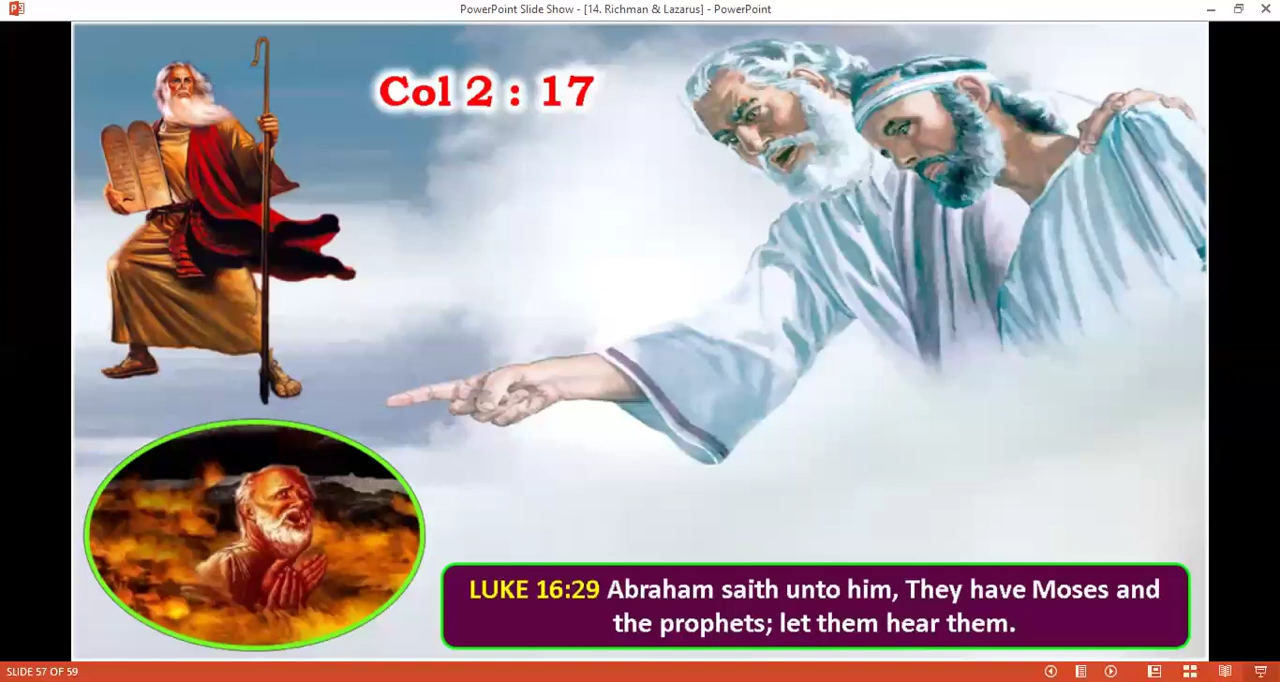 PowerPoint Slide Show - [14. Richman & Lazarus] - PowerPoint
Col 2 : 17
LUKE 16:29 Abraham saith unto him, They have Moses and
the prophets; let them hear them.
SLIDE 57 OF 59